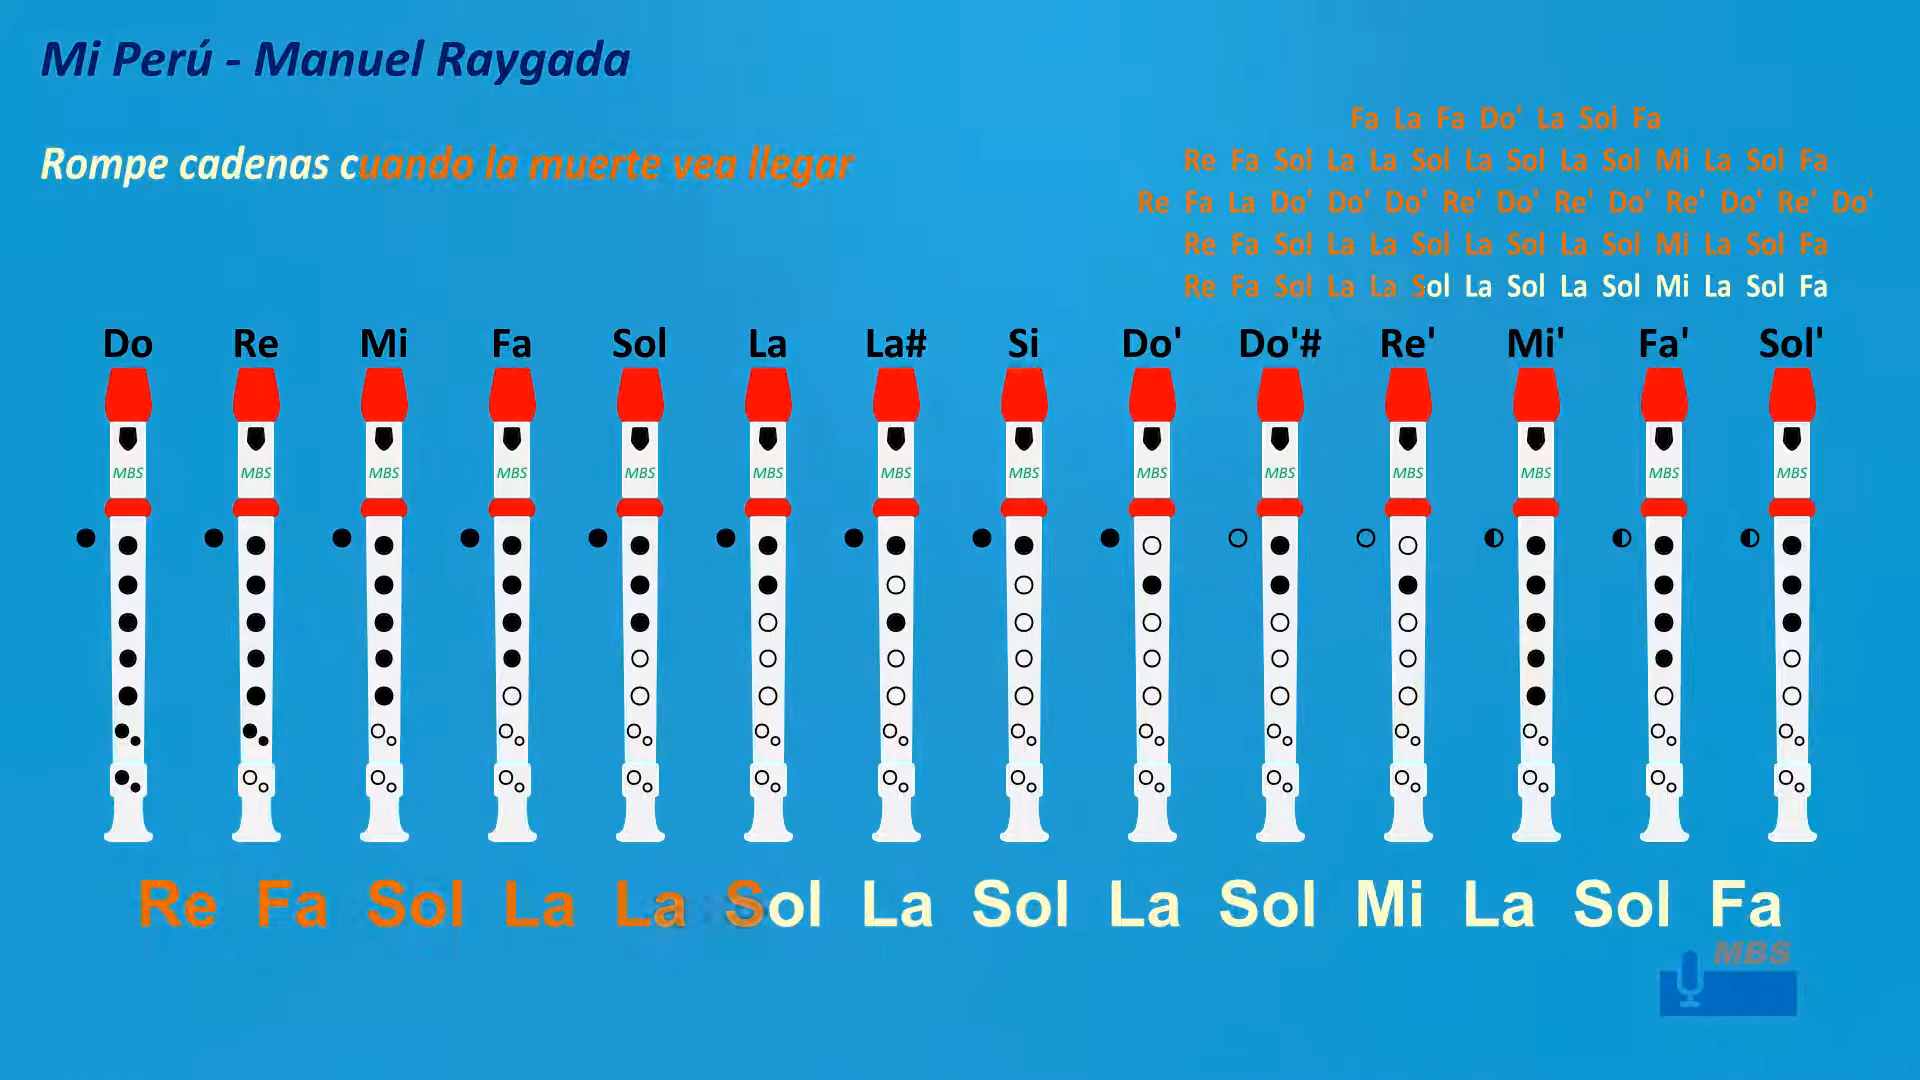 Mi Perú - Manuel Raygada
Rompe cadenas cuando la muerte vea llegar
Fa La Fa Do' La Sol Fa
Re Fa Sol La La Sol La Sol La Sol Mi La Sol Fa
Re Fa La Do' Do' Do' Re' Do' Re' Do' Re' Do' Re' Do'
Re Fa Sol La La Sol La Sol La Sol Mi La Sol Fa
Re Fa Sol La La Sol La Sol La Sol Mi La Sol Fa
Do Re Mi Fa Sol La La# Si Do' Do'# Re' Mi' Fa' Sol'
MBS MBS MBS MBS MBS MBS MBS MBS MBS MBS MBS MBS MBS MBS
Re Fa Sol La La Sol La Sol La Sol Mi La Sol Fa
MBS